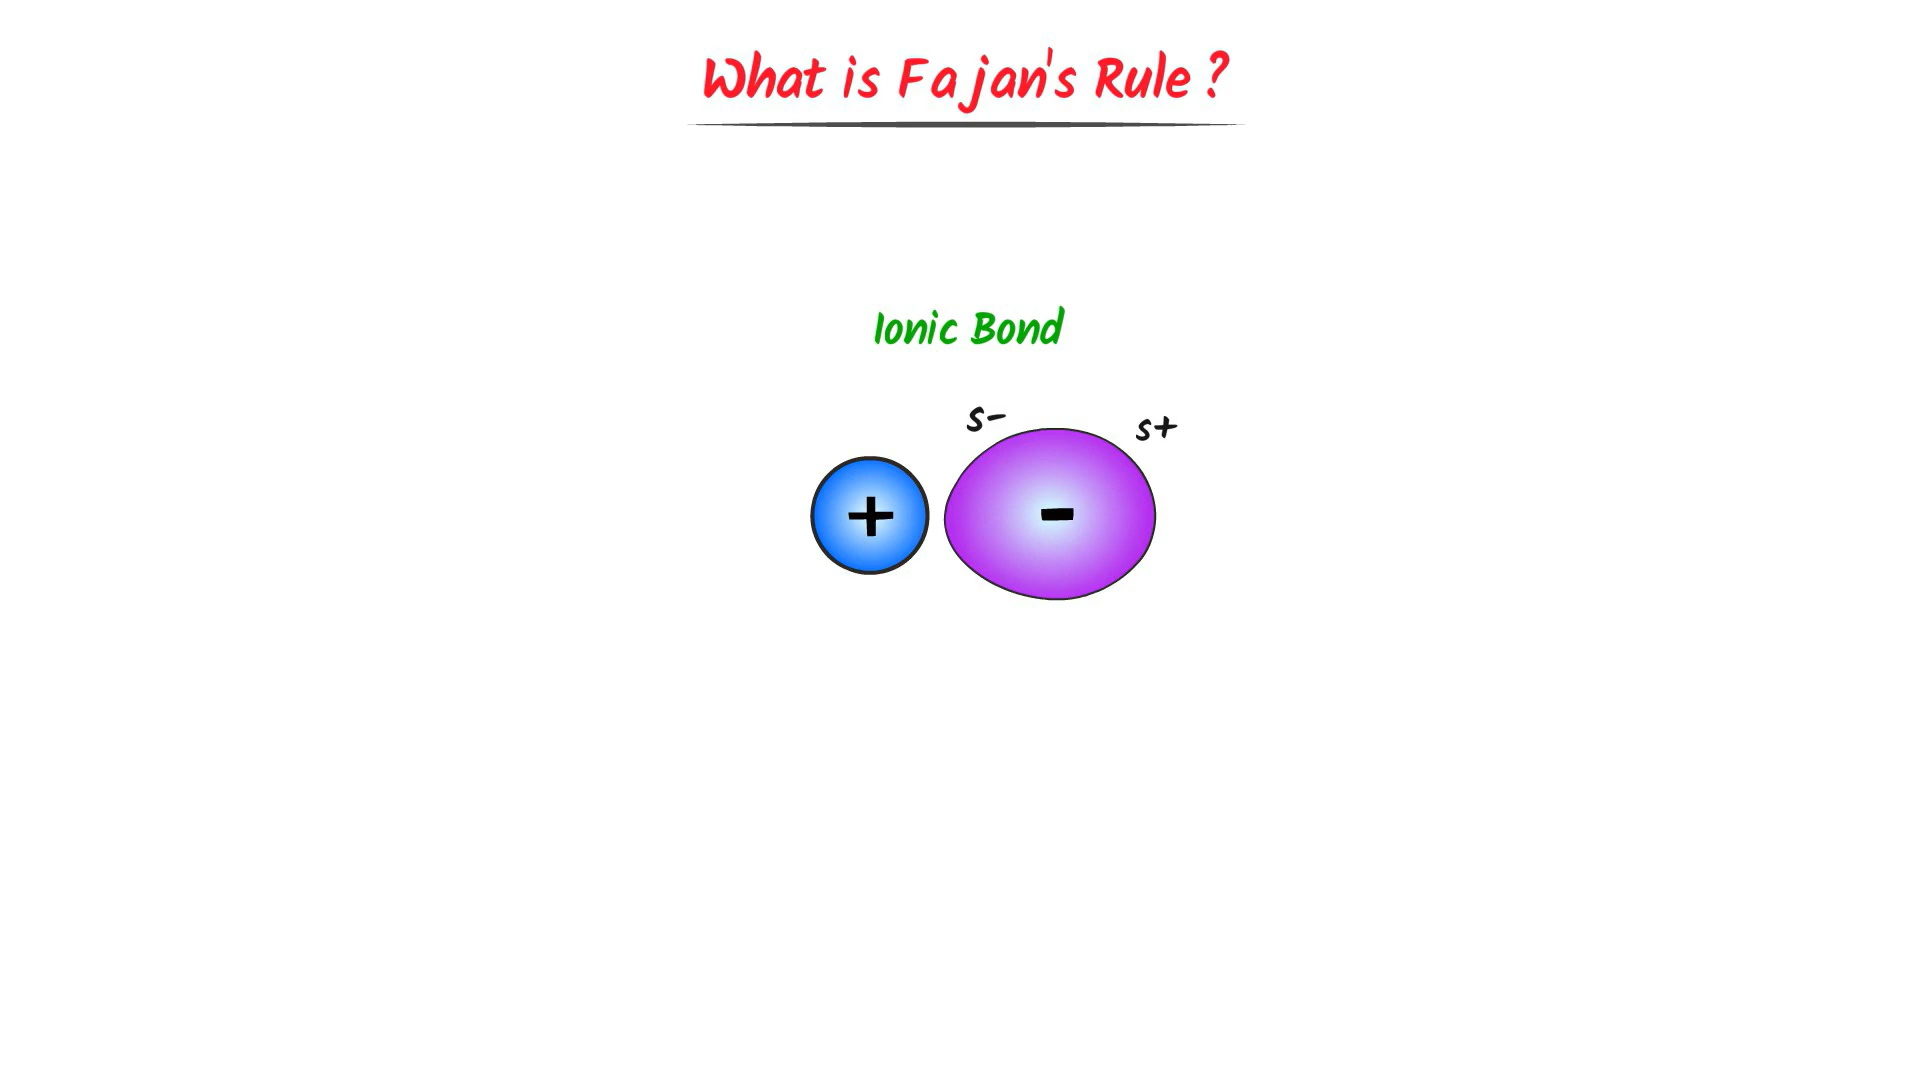 What is Fajan's Rule ?
Ionic Bond
s- s+
+ -